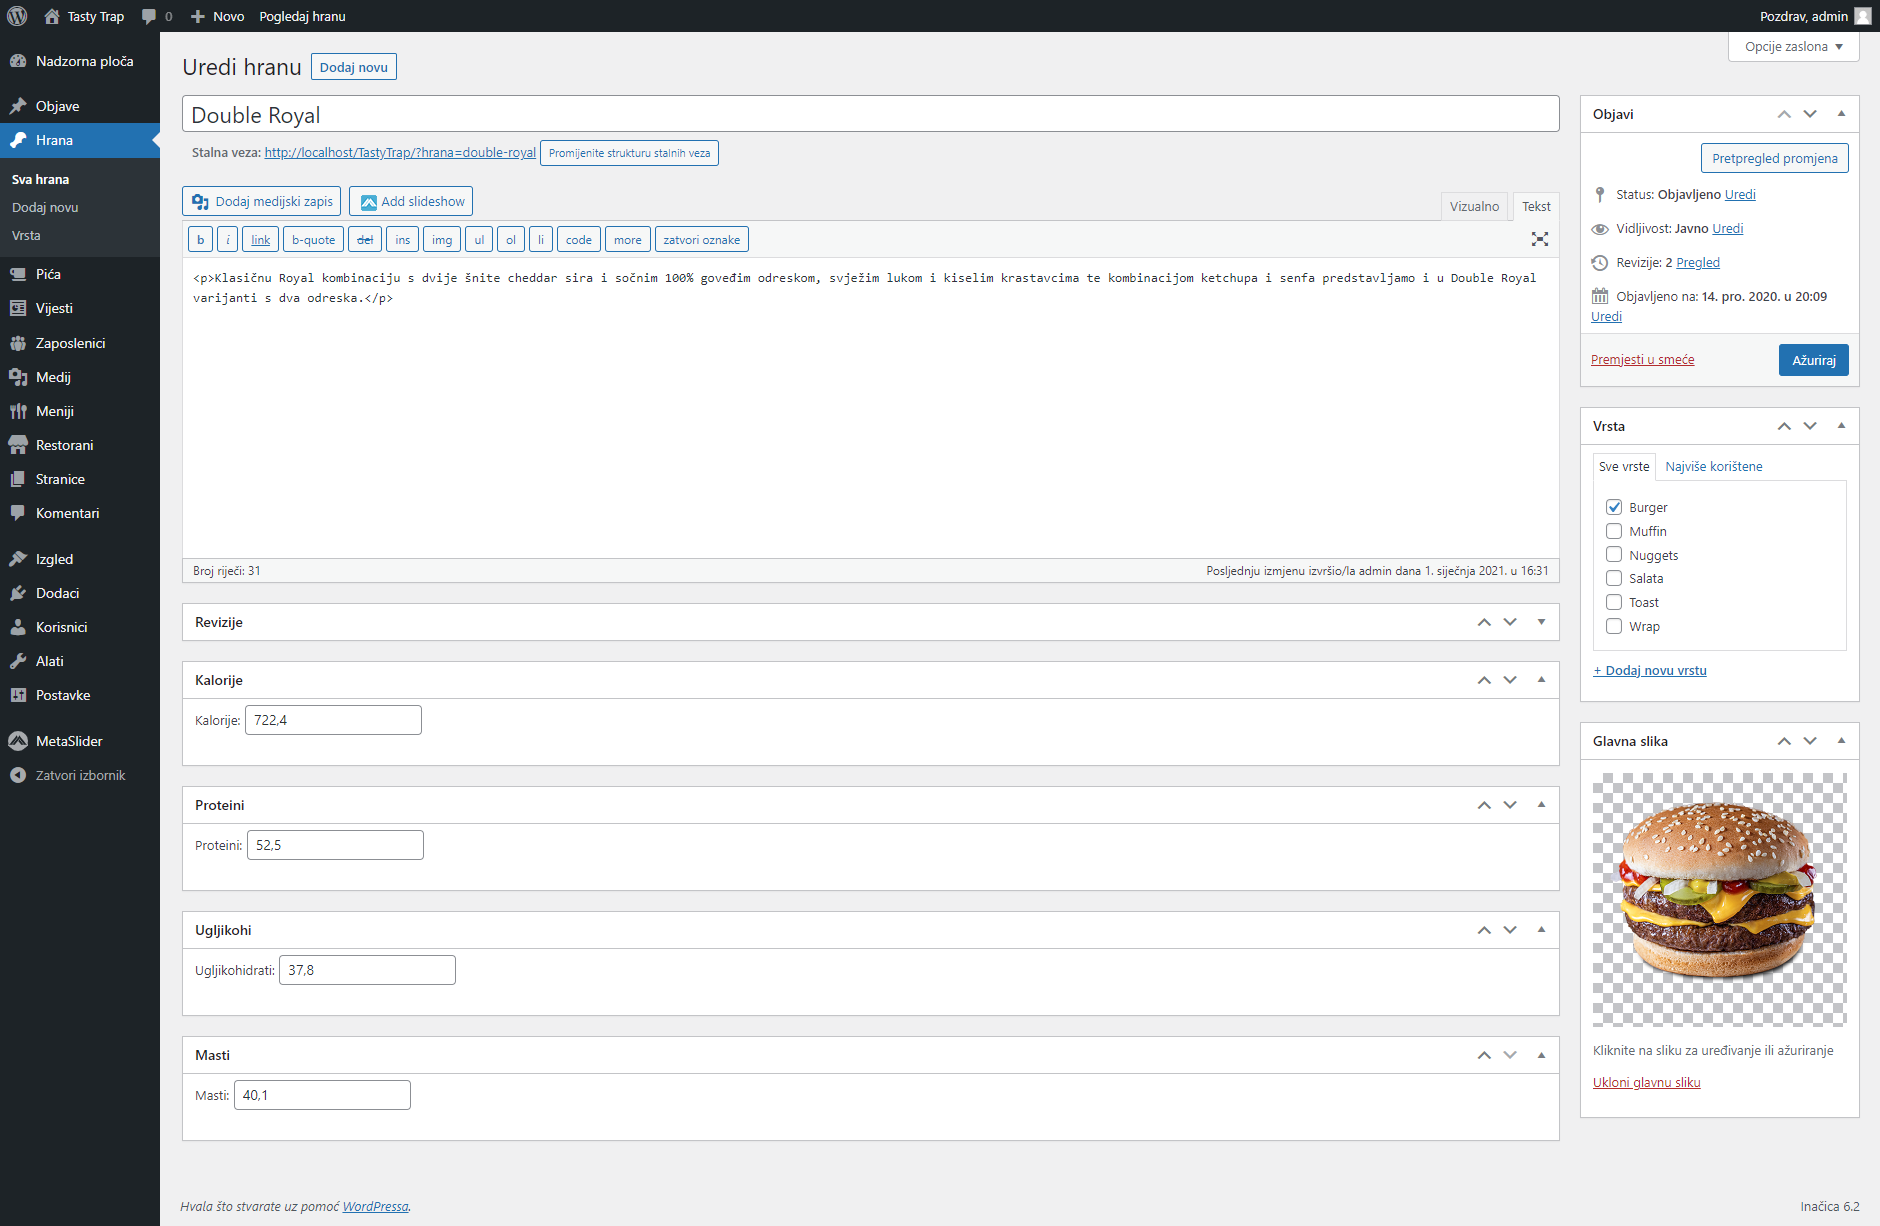 Tasty Trap 0 Novo Pogledaj hranu Pozdrav, admin
Opcije zaslona
Nadzorna ploča
Objave
Hrana
Sva hrana
Dodaj novu
Vrsta
Pića
Vijesti
Zaposlenici
Medij
Meniji
Restorani
Stranice
Komentari
Izgled
Dodaci
Korisnici
Alati
Postavke
MetaSlider
Zatvori izbornik
Uredi hranu Dodaj novu
Double Royal
Stalna veza: http://localhost/TastyTrap/?hrana=double-royal Promijenite strukturu stalnih veza
Dodaj medijski zapis Add slideshow
Vizualno Tekst
b i link b-quote del ins img ul ol li code more zatvori oznake
<p>Klasičnu Royal kombinaciju s dvije šnite cheddar sira i sočnim 100% goveđim odreskom, svježim lukom i kiselim krastavcima te kombinacijom ketchupa i senfa predstavljamo i u Double Royal
varijanti s dva odreska.</p>
Broj riječi: 31 Posljednju izmjenu izvršio/la admin dana 1. siječnja 2021. u 16:31
Revizije
Kalorije
Kalorije: 722,4
Proteini
Proteini: 52,5
Ugljikohi
Ugljikohidrati: 37,8
Masti
Masti: 40,1
Objavi
Pretpregled promjena
Status: Objavljeno Uredi
Vidljivost: Javno Uredi
Revizije: 2 Pregled
Objavljeno na: 14. pro. 2020. u 20:09
Uredi
Premjesti u smeće Ažuriraj
Vrsta
Sve vrste Najviše korištene
Burger
Muffin
Nuggets
Salata
Toast
Wrap
+ Dodaj novu vrstu
Glavna slika
Kliknite na sliku za uređivanje ili ažuriranje
Ukloni glavnu sliku
Hvala što stvarate uz pomoć WordPressa.
Inačica 6.2